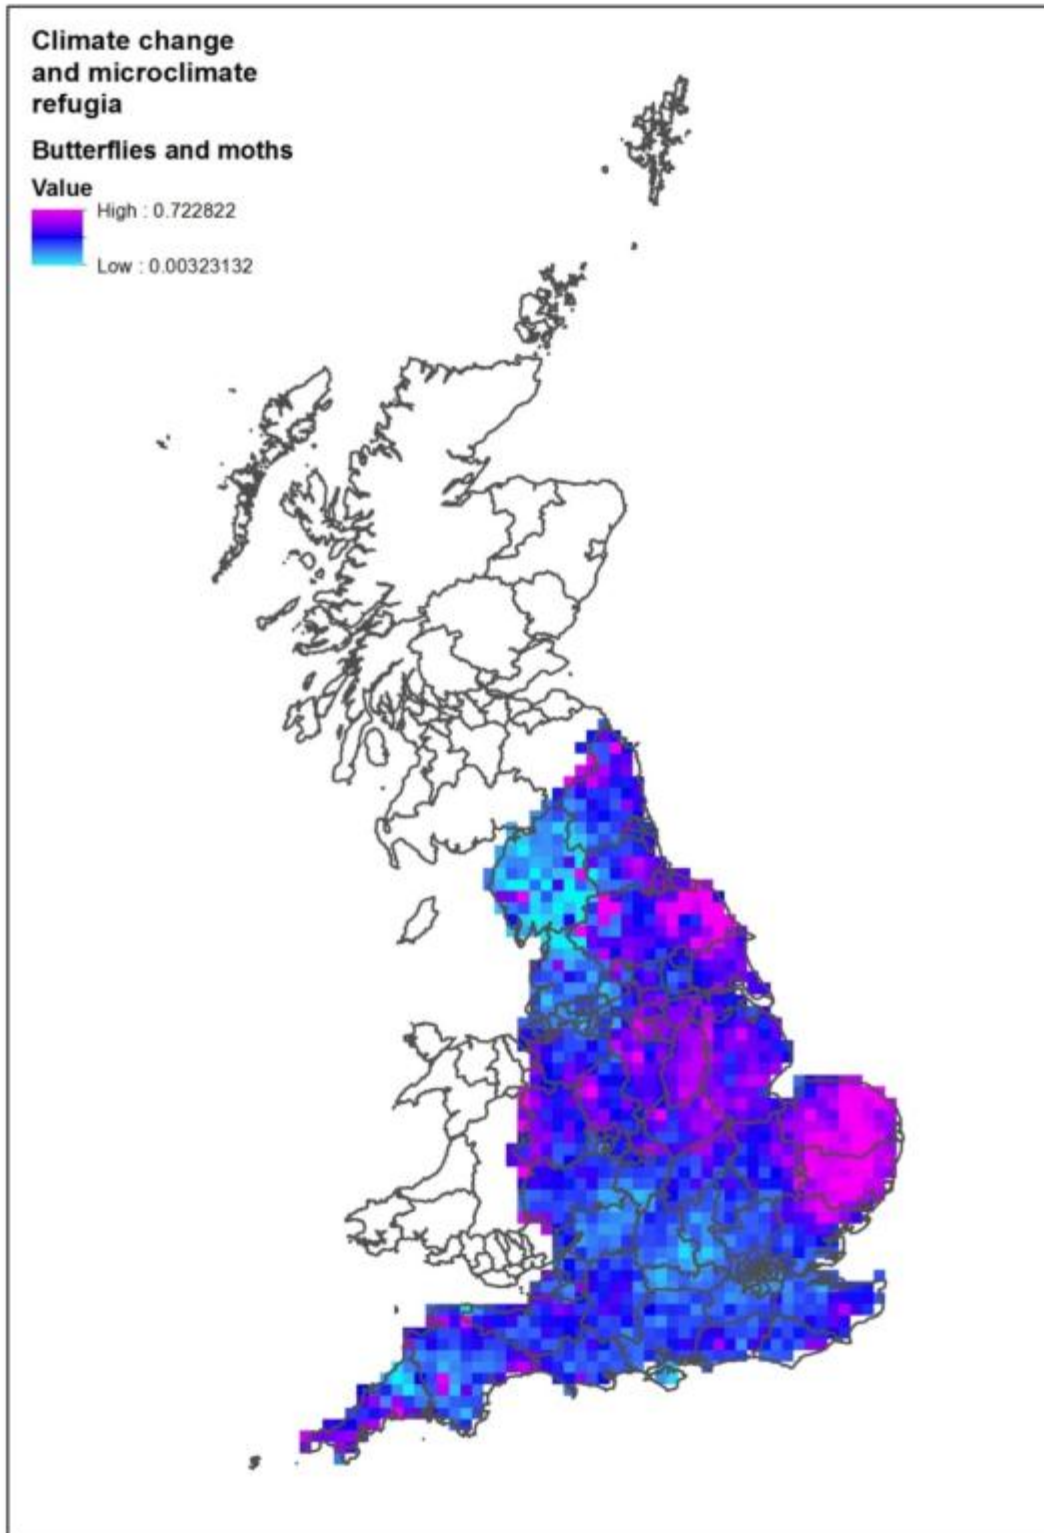 Climate change
and microclimate
refugia
Butterflies and moths
Value
High : 0.722822
Low : 0.00323132